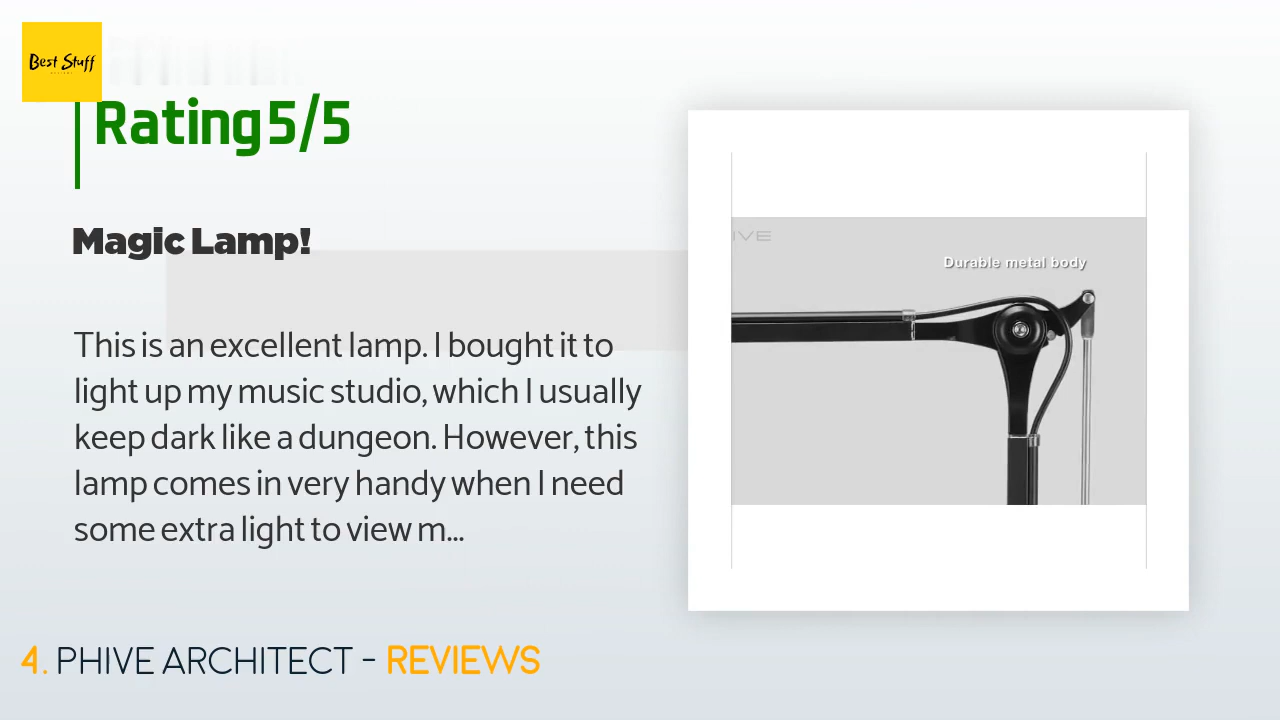 Best Stuff
Rating 5/5
Magic Lamp!
This is an excellent lamp. I bought it to
light up my music studio, which I usually
keep dark like a dungeon. However, this
lamp comes in very handy when I need
some extra light to view m...
IVE
Durable metal body
4. PHIVE ARCHITECT - REVIEWS